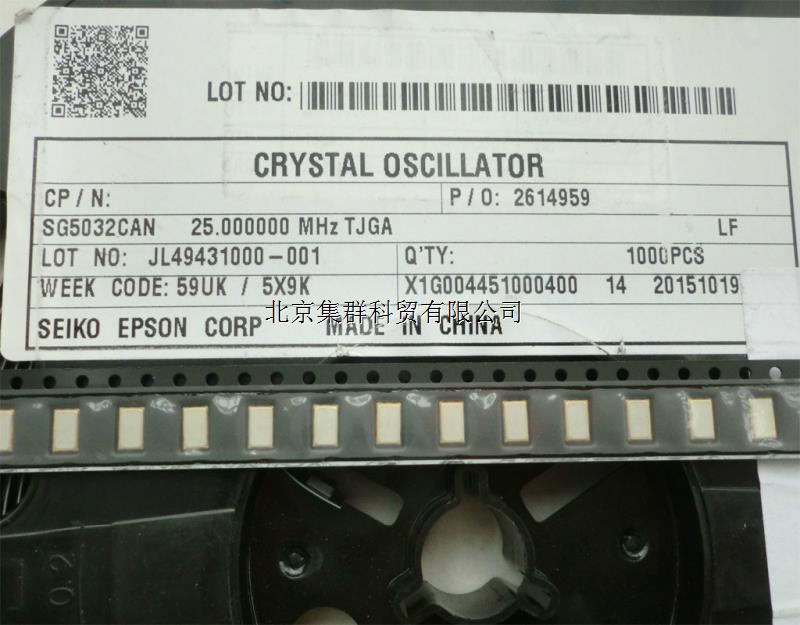 LOT NO:
CRYSTAL OSCILLATOR
CP / N: P / O: 2614959
SG5032CAN 25.000000 MHz TJGA LF
LOT NO: JL49431000-001 Q'TY: 1000PCS
WEEK CODE: 59UK / 5X9K X1G004451000400 14 20151019
北京集群科贸有限公司
SEIKO EPSON CORP MADE IN CHINA
0.2